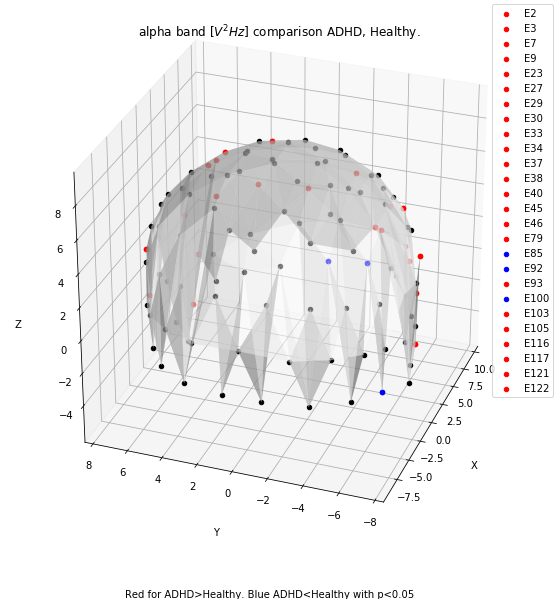 alpha band [V²Hz] comparison ADHD, Healthy.
E2
E3
E7
E9
E23
E27
E29
E30
E33
E34
E37
E38
E40
E45
E46
E79
E85
E92
E93
E100
E103
E105
E116
E117
E121
E122
Z
8
6
4
2
0
−2
−4
8
6
4
2
0
−2
−4
−6
−8
Y
10.0
7.5
5.0
2.5
0.0
−2.5
−5.0
−7.5
X
Red for ADHD>Healthy. Blue ADHD<Healthy with p<0.05